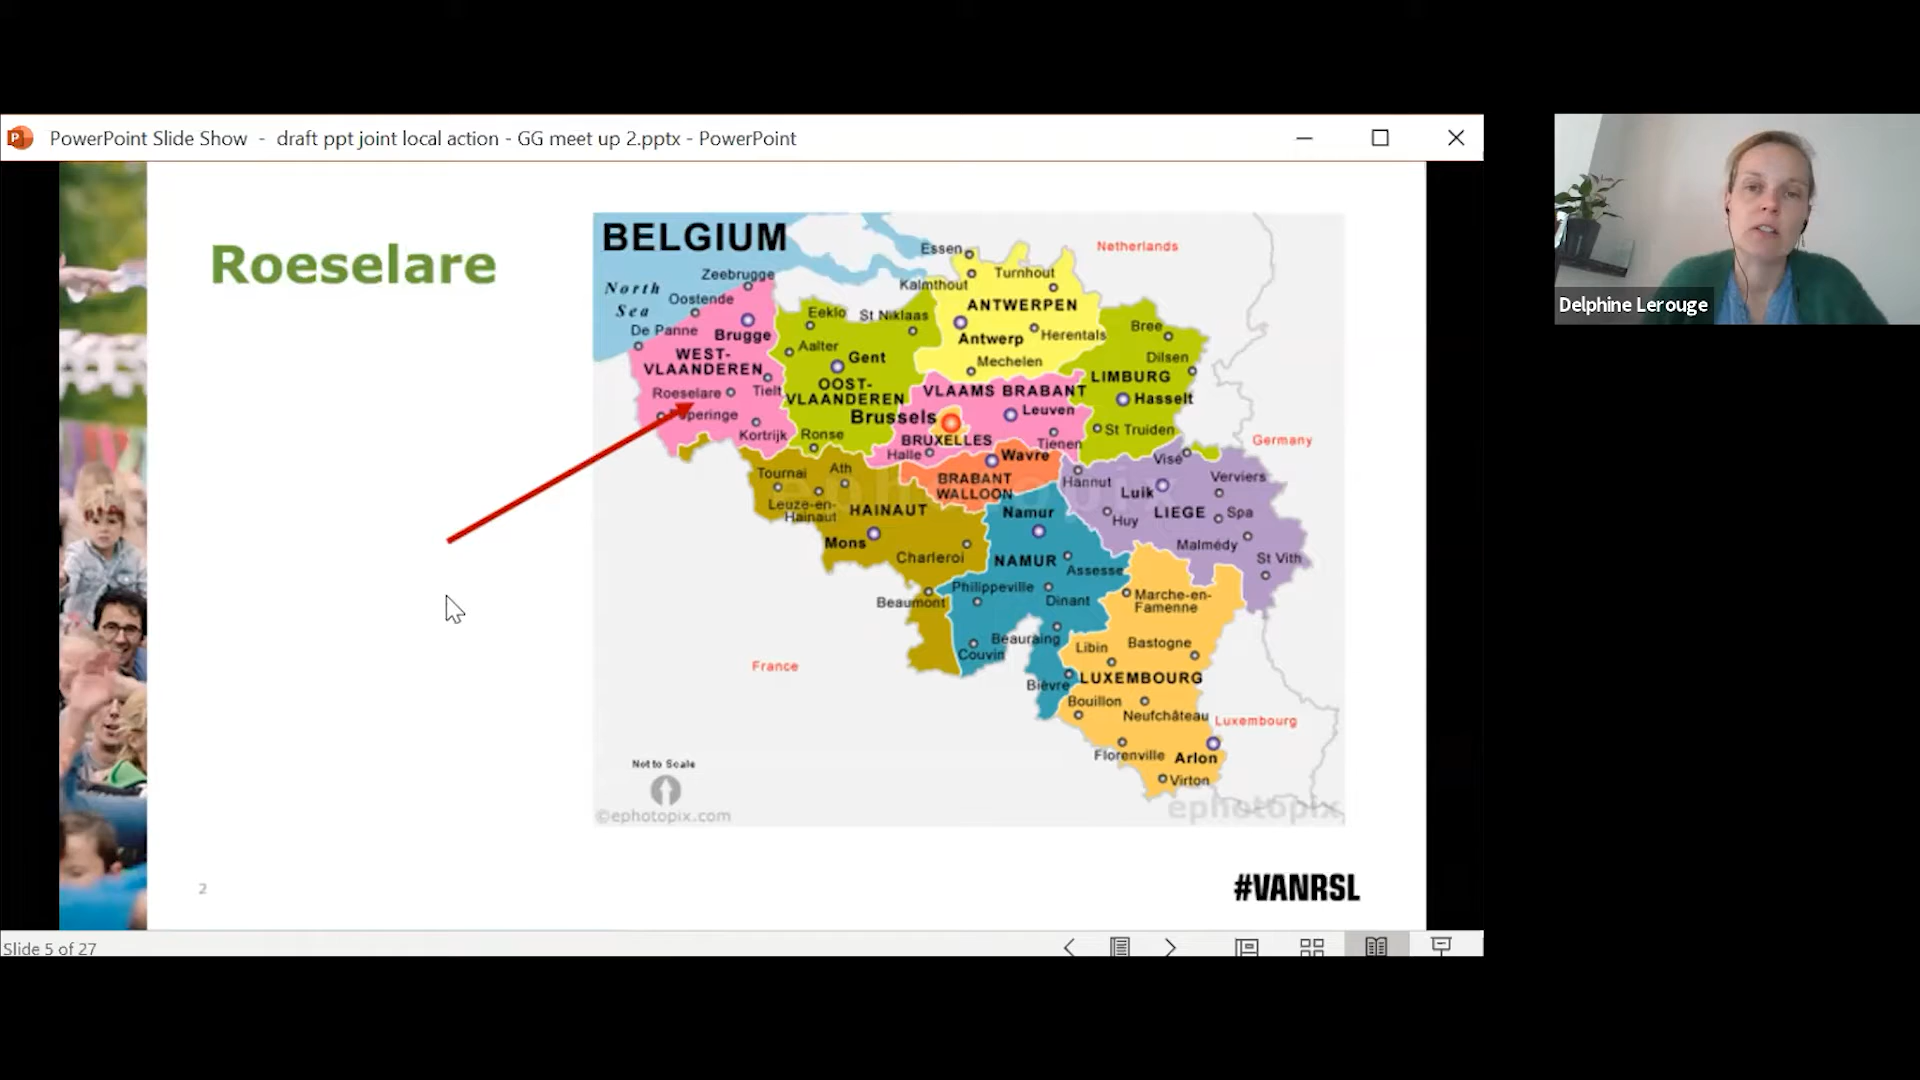 PowerPoint Slide Show - draft ppt joint local action - GG meet up 2.pptx - PowerPoint
Delphine Lerouge
Roeselare
BELGIUM
Netherlands
Essen
Zeebrugge
Turnhout
Kalmthout
North
Sea
Oostende
ANTWERPEN
Eeklo
St Niklaas
De Panne
Brugge
Antwerp
Herentals
Bree
Aalter
Gent
Mechelen
Dilsen
WEST-
VLAANDEREN
LIMBURG
OOST-
VLAANDEREN
VLAAMS BRABANT
Roeselare
Tielt
Hasselt
Brussels
Leuven
Kortrijk
Ronse
BRUXELLES
Tienen
St Truiden
Germany
Halle
Wavre
Visé
Tournai
Ath
BRABANT
WALLOON
Hannut
Luik
Verviers
Leuze-en-
Hainaut
HAINAUT
Namur
Huy
LIEGE
Spa
Mons
Charleroi
NAMUR
Malmédy
Assesse
St Vith
Beaumont
Philippeville
Dinant
Marche-en-
Famenne
Beauraing
Couvin
Libin
Bastogne
France
Bièvre
LUXEMBOURG
Bouillon
Neufchâteau
Luxembourg
Florenville
Arlon
Virton
Not to Scale
©ephotopix.com
ephotopix
2
#VANRSL
Slide 5 of 27